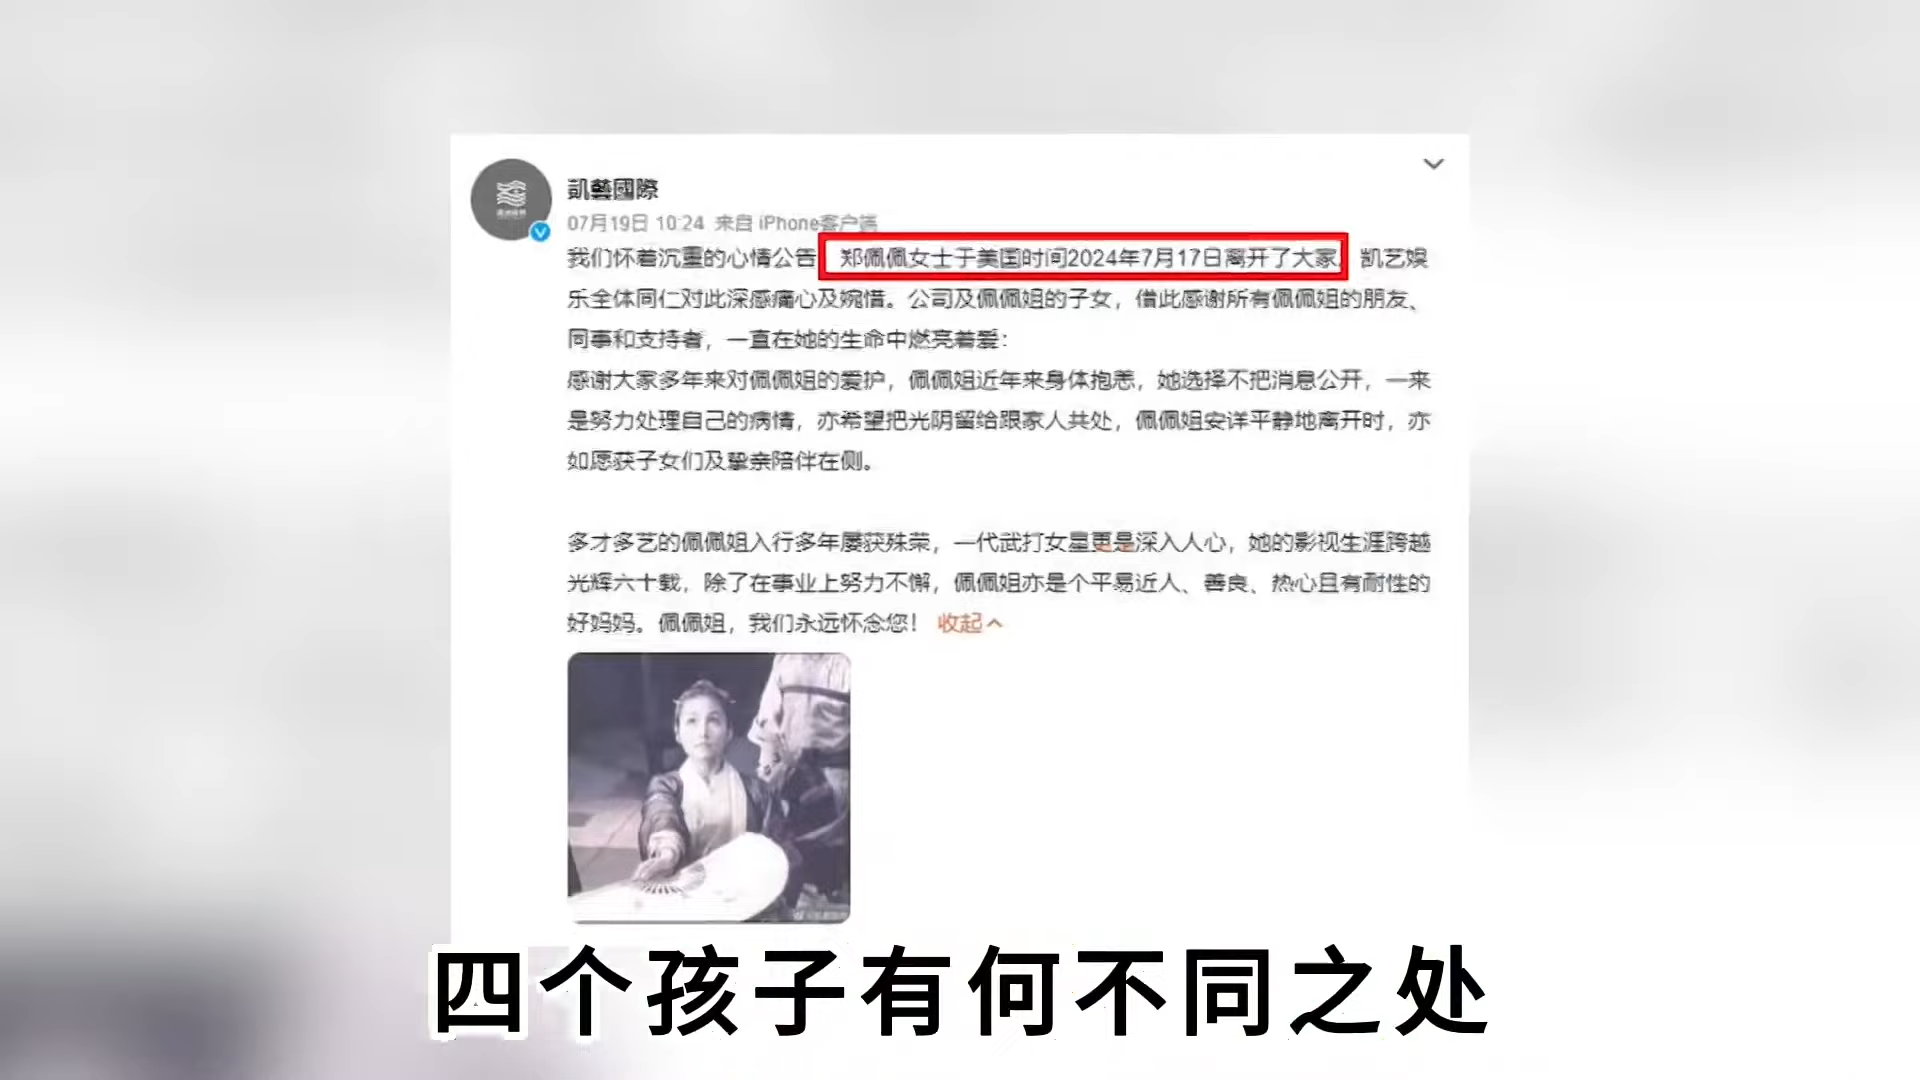 凱藝國際
07月19日 10:24 来自 iPhone客户端
我们怀着沉重的心情公告 郑佩佩女士于美国时间2024年7月17日离开了大家，凯艺娱
乐全体同仁对此深感痛心及婉惜。公司及佩佩姐的子女，借此感谢所有佩佩姐的朋友、
同事和支持者，一直在她的生命中燃亮着爱：
感谢大家多年来对佩佩姐的爱护，佩佩姐近年来身体抱恙，她选择不把消息公开，一来
是努力处理自己的病情，亦希望把光阴留给跟家人共处，佩佩姐安详平静地离开时，亦
如愿获子女们及挚亲陪伴在侧。
多才多艺的佩佩姐入行多年屡获殊荣，一代武打女星更是深入人心，她的影视生涯跨越
光辉六十载，除了在事业上努力不懈，佩佩姐亦是个平易近人、善良、热心且有耐性的
好妈妈。佩佩姐，我们永远怀念您！ 收起
四个孩子有何不同之处